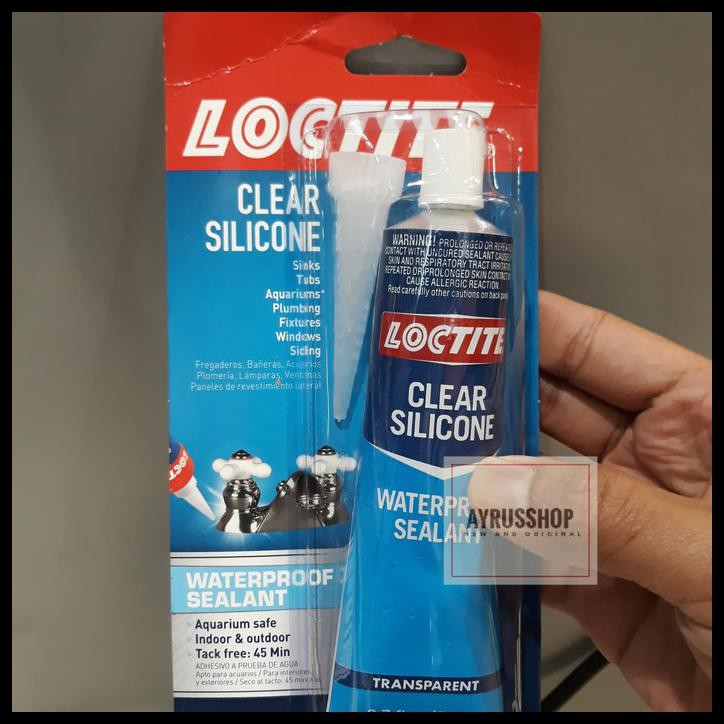 LOCTITE
CLEAR
SILICONE
Sinks
Tubs
Aquariums*
Plumbing
Fixtures
Windows
Siding
Fregaderos, Bañeras, Acuarios
Plomería, Lámparas, Ventanas
Paneles de revestimiento lateral
WATERPROOF
SEALANT
Aquarium safe
Indoor & outdoor
Tack free: 45 Min
ADHESIVO A PRUEBA DE AGUA
Apto para acuarios / Para interiores
y exteriores / Seco al tacto: 45
WARNING! PROLONGED OR REPEATED
CONTACT WITH UNCURED SEALANT CAUSES
SKIN AND RESPIRATORY TRACT
REPEATED OR PROLONGED SKIN CONTACT
CAUSE ALLERGIC REACTION.
Read carefully other cautions on back
LOCTITE
CLEAR
SILICONE
SEALANT
TRANSPARENT
AYRUSSHOP
NEW AND ORIGINAL